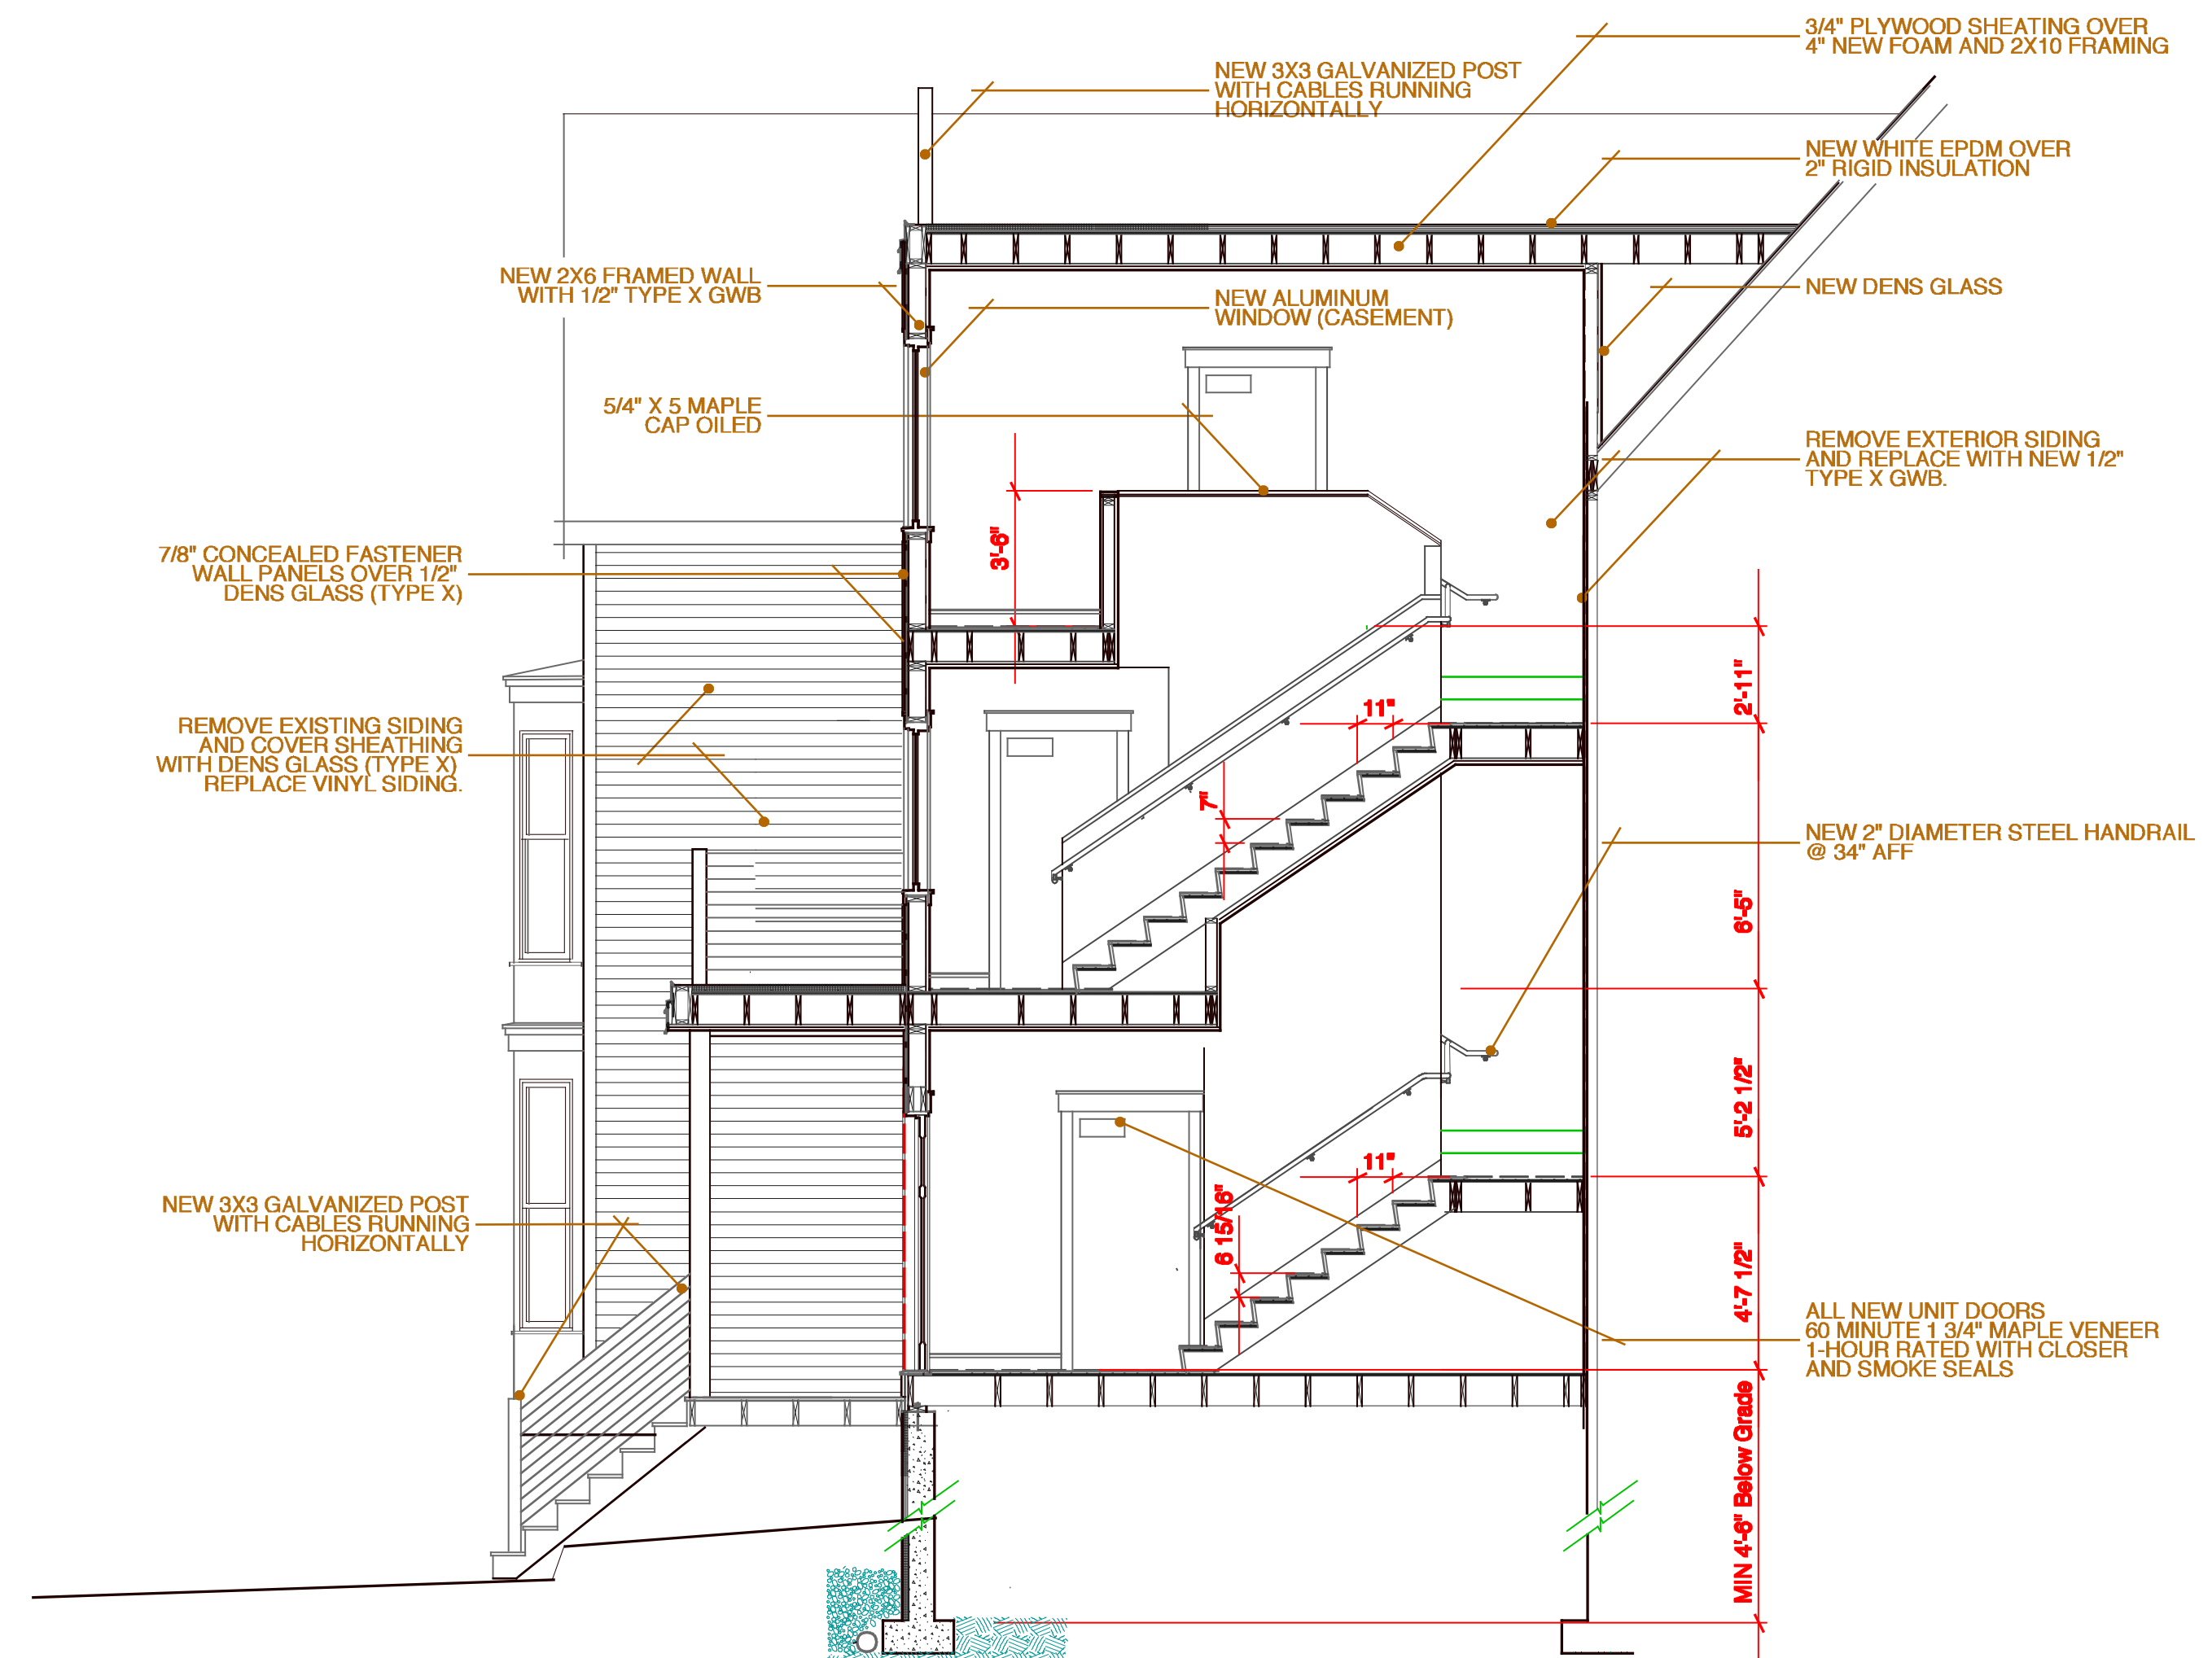 3/4" PLYWOOD SHEATING OVER
4" NEW FOAM AND 2X10 FRAMING
NEW 3X3 GALVANIZED POST
WITH CABLES RUNNING
HORIZONTALLY
NEW WHITE EPDM OVER
2" RIGID INSULATION
NEW 2X6 FRAMED WALL
WITH 1/2" TYPE X GWB
NEW ALUMINUM
WINDOW (CASEMENT)
NEW DENS GLASS
5/4" X 5 MAPLE
CAP OILED
REMOVE EXTERIOR SIDING
AND REPLACE WITH NEW 1/2"
TYPE X GWB.
3'-6"
7/8" CONCEALED FASTENER
WALL PANELS OVER 1/2"
DENS GLASS (TYPE X)
2'-11"
11"
REMOVE EXISTING SIDING
AND COVER SHEATHING
WITH DENS GLASS (TYPE X)
REPLACE VINYL SIDING.
7"
NEW 2" DIAMETER STEEL HANDRAIL
@ 34" AFF
6'-5"
5'-2 1/2"
11"
6 15/16"
NEW 3X3 GALVANIZED POST
WITH CABLES RUNNING
HORIZONTALLY
4'-7 1/2"
ALL NEW UNIT DOORS
60 MINUTE 1 3/4" MAPLE VENEER
1-HOUR RATED WITH CLOSER
AND SMOKE SEALS
MIN 4'-6" Below Grade